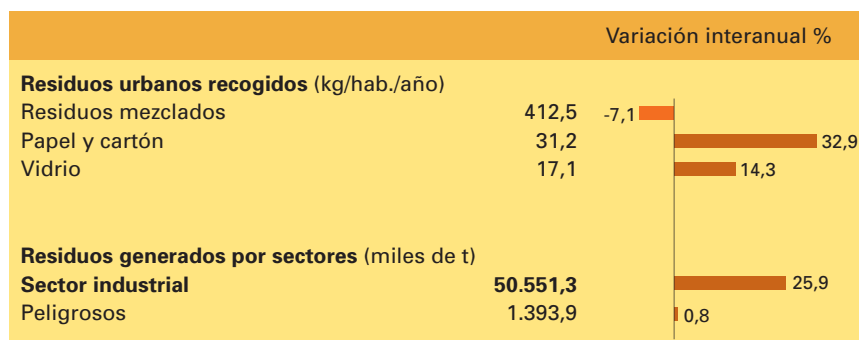 Variación interanual %
Residuos urbanos recogidos (kg/hab./año)
Residuos mezclados 412,5 -7,1
Papel y cartón 31,2 32,9
Vidrio 17,1 14,3
Residuos generados por sectores (miles de t)
Sector industrial 50.551,3 25,9
Peligrosos 1.393,9 0,8